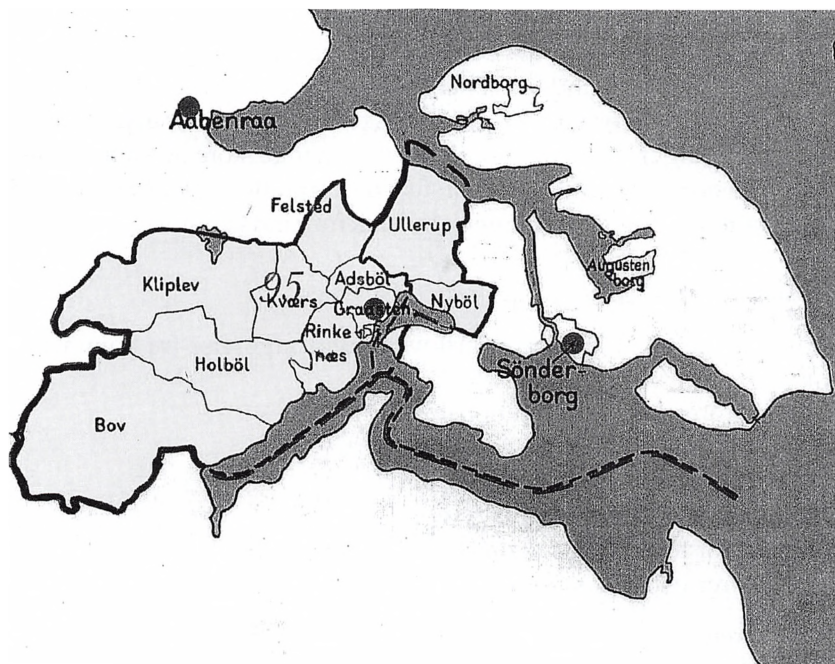 Nordborg
Aabenraa
Felsted
Ullerup
Augusten
borg
Kliplev
95
Kværs
Adsböl
Graasten
Nyböl
Rinke
næs
Holböl
Sönder-
borg
Bov